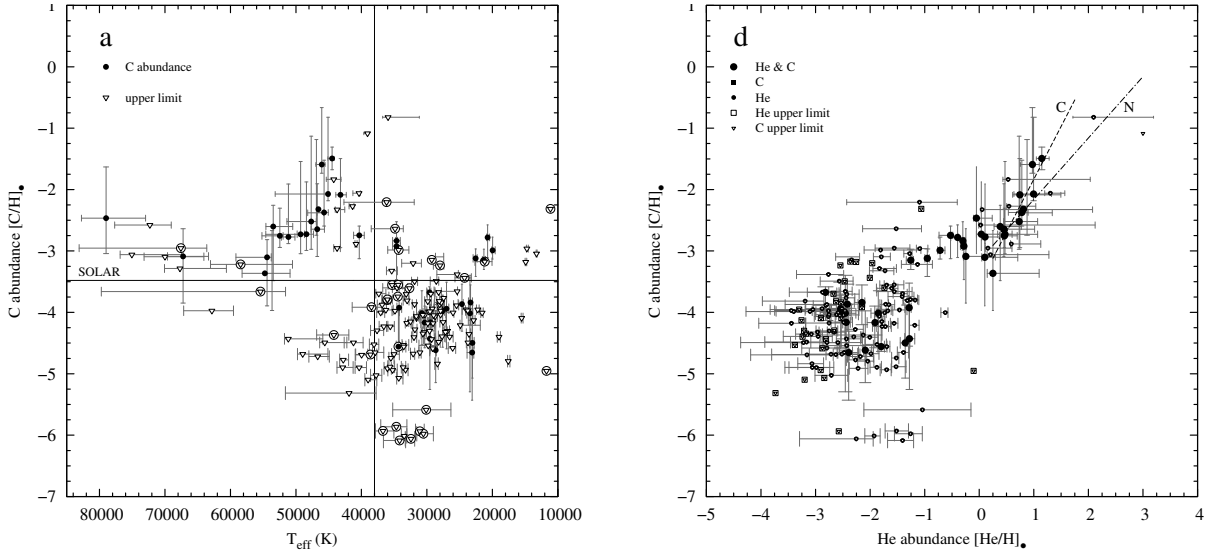 1
a
C abundance
upper limit
0
−1
−2
−3
SOLAR
−4
−5
−6
−7
80000 70000 60000 50000 40000 30000 20000 10000
T_eff (K)
C abundance [C/H]●
1
d
He & C
C
He
He upper limit
C upper limit
C
N
0
−1
−2
−3
−4
−5
−6
−7
−5 −4 −3 −2 −1 0 1 2 3 4
He abundance [He/H]●
C abundance [C/H]●